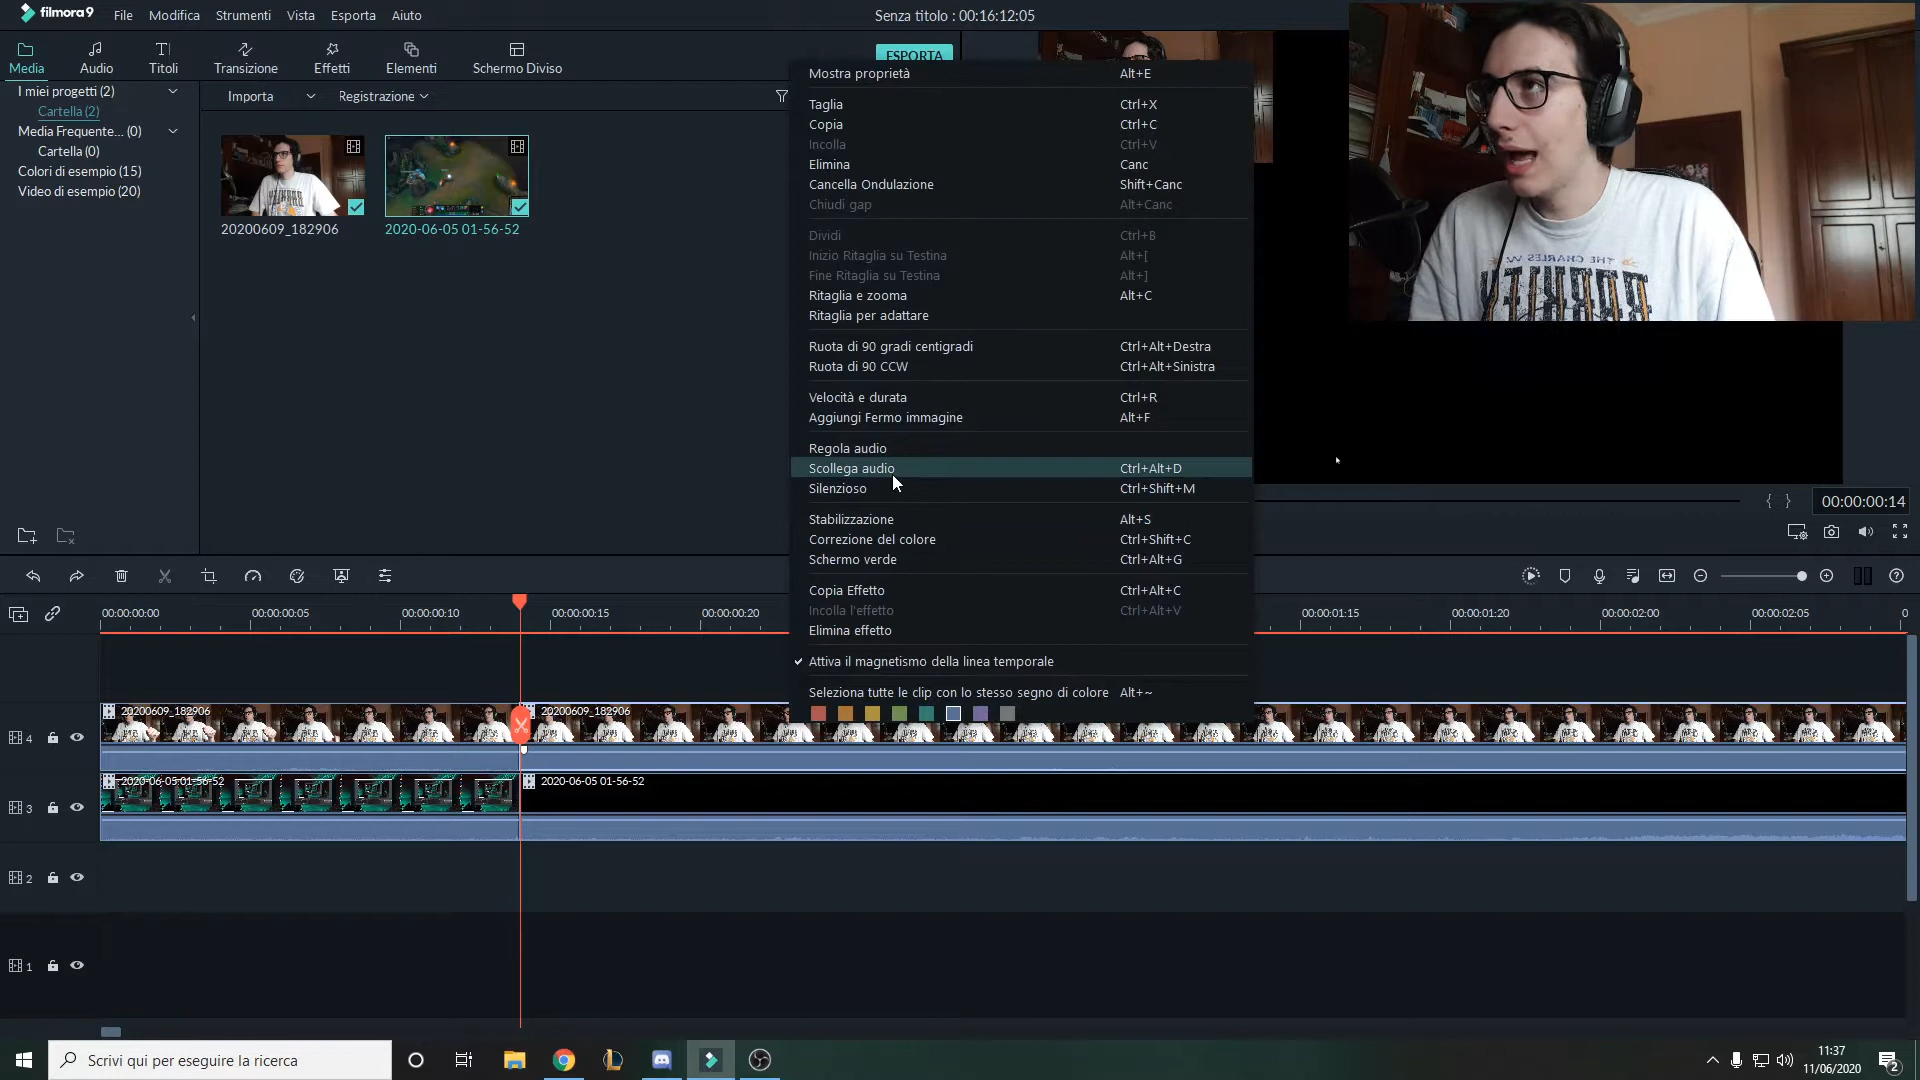 filmora9 File Modifica Strumenti Vista Esporta Aiuto Senza titolo : 00:16:12:05
Media Audio Titoli Transizione Effetti Elementi Schermo Diviso ESPORTA
I miei progetti (2)
Cartella (2)
Media Frequente... (0)
Cartella (0)
Colori di esempio (15)
Video di esempio (20)
Importa Registrazione
20200609_182906
2020-06-05 01-56-52
Mostra proprietà Alt+E
Taglia Ctrl+X
Copia Ctrl+C
Incolla Ctrl+V
Elimina Canc
Cancella Ondulazione Shift+Canc
Chiudi gap Alt+Canc
Dividi Ctrl+B
Inizio Ritaglia su Testina Alt+[
Fine Ritaglia su Testina Alt+]
Ritaglia e zooma Alt+C
Ritaglia per adattare
Ruota di 90 gradi centigradi Ctrl+Alt+Destra
Ruota di 90 CCW Ctrl+Alt+Sinistra
Velocità e durata Ctrl+R
Aggiungi Fermo immagine Alt+F
Regola audio
Scollega audio Ctrl+Alt+D
Silenzioso Ctrl+Shift+M
Stabilizzazione Alt+S
Correzione del colore Ctrl+Shift+C
Schermo verde Ctrl+Alt+G
Copia Effetto Ctrl+Alt+C
Incolla l'effetto Ctrl+Alt+V
Elimina effetto
Attiva il magnetismo della linea temporale
Seleziona tutte le clip con lo stesso segno di colore Alt+~
THE CHARLES W.
BARKLEY
{ } 00:00:00:14
00:00:00:00 00:00:00:05 00:00:00:10 00:00:00:15 00:00:00:20 00:00:01:15 00:00:01:20 00:00:02:00 00:00:02:05 0
4 20200609_182906 20200609_182906
3 2020-06-05 01-56-52 2020-06-05 01-56-52
2
1
Scrivi qui per eseguire la ricerca
11:37
11/06/2020
2